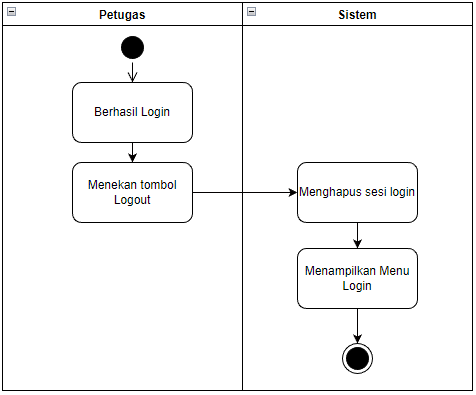 Petugas
Sistem
Berhasil Login
Menekan tombol
Logout
Menghapus sesi login
Menampilkan Menu
Login